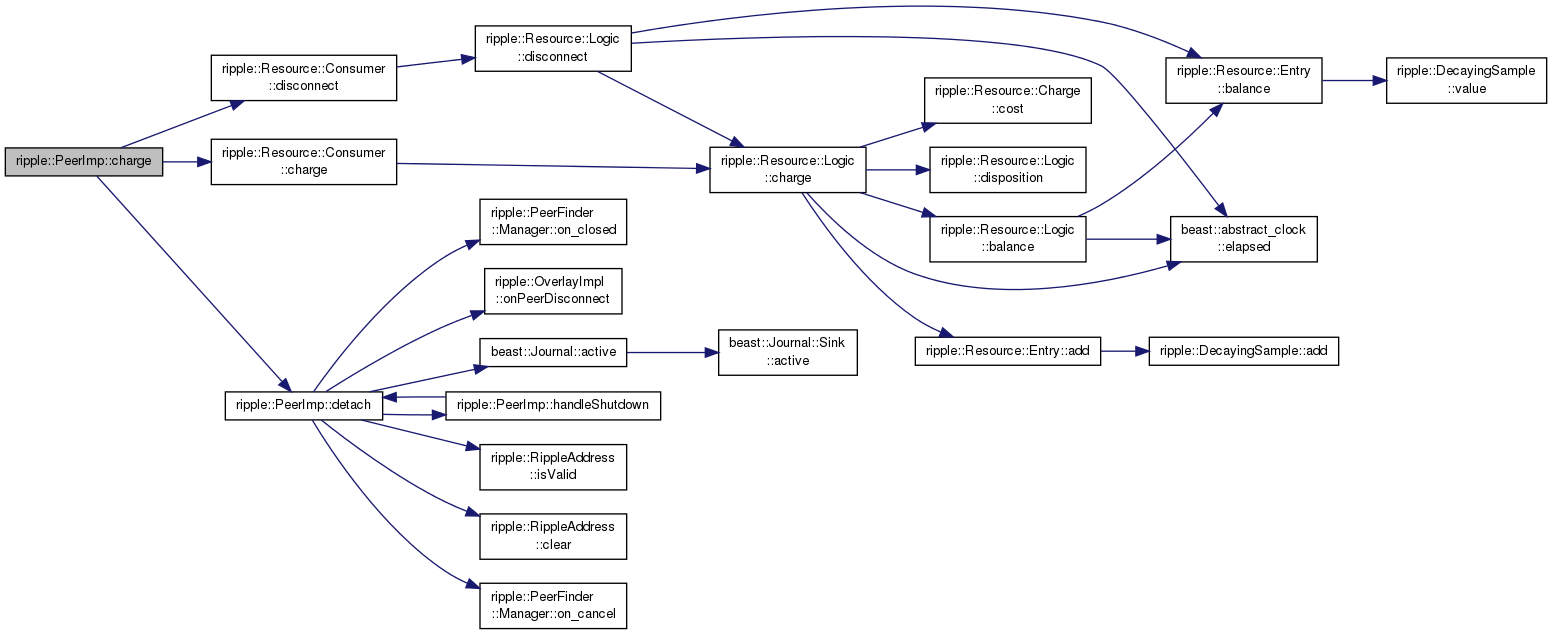 ripple::PeerImp::charge
ripple::Resource::Consumer
::disconnect
ripple::Resource::Consumer
::charge
ripple::PeerImp::detach
ripple::Resource::Logic
::disconnect
ripple::PeerFinder
::Manager::on_closed
ripple::OverlayImpl
::onPeerDisconnect
beast::Journal::active
ripple::PeerImp::handleShutdown
ripple::RippleAddress
::isValid
ripple::RippleAddress
::clear
ripple::PeerFinder
::Manager::on_cancel
ripple::Resource::Logic
::charge
beast::Journal::Sink
::active
ripple::Resource::Charge
::cost
ripple::Resource::Logic
::disposition
ripple::Resource::Logic
::balance
ripple::Resource::Entry::add
ripple::Resource::Entry
::balance
beast::abstract_clock
::elapsed
ripple::DecayingSample::add
ripple::DecayingSample
::value